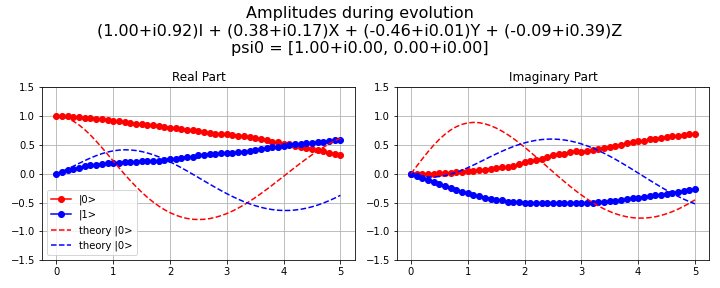 Amplitudes during evolution
(1.00+i0.92)I + (0.38+i0.17)X + (-0.46+i0.01)Y + (-0.09+i0.39)Z
psi0 = [1.00+i0.00, 0.00+i0.00]
Real Part
1.5
1.0
0.5
0.0
−0.5
−1.0
−1.5
0 1 2 3 4 5
|0>
|1>
theory |0>
theory |0>
Imaginary Part
1.5
1.0
0.5
0.0
−0.5
−1.0
−1.5
0 1 2 3 4 5